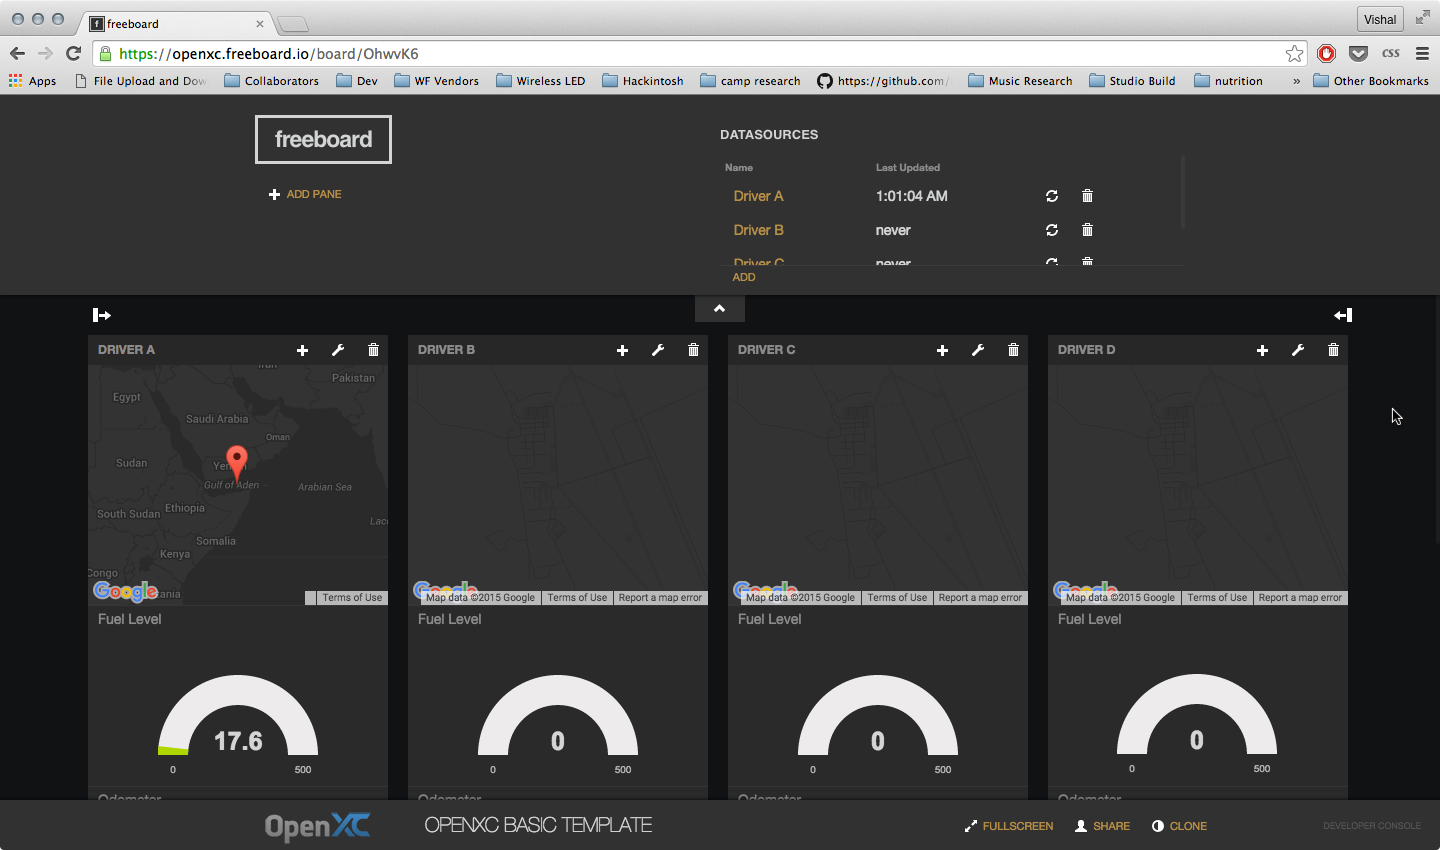 freeboard
Vishal
https://openxc.freeboard.io/board/OhwvK6
css
Apps
File Upload and Dow
Collaborators
Dev
WF Vendors
Wireless LED
Hackintosh
camp research
https://github.com/
Music Research
Studio Build
nutrition
»
Other Bookmarks
freeboard
ADD PANE
DATASOURCES
Name Last Updated
Driver A 1:01:04 AM
Driver B never
Driver C never
ADD
DRIVER A
Iran
Pakistan
Egypt
Saudi Arabia
Oman
Sudan
Yemen
Gulf of Aden
Arabian Sea
South Sudan
Ethiopia
Somalia
Kenya
Congo
Google
Terms of Use
Fuel Level
17.6
0 500
Odometer
DRIVER B
Google
Map data ©2015 Google Terms of Use Report a map error
Fuel Level
0
0 500
Odometer
DRIVER C
Google
Map data ©2015 Google Terms of Use Report a map error
Fuel Level
0
0 500
Odometer
DRIVER D
Google
Map data ©2015 Google Terms of Use Report a map error
Fuel Level
0
0 500
Odometer
OpenXC
OPENXC BASIC TEMPLATE
FULLSCREEN
SHARE
CLONE
DEVELOPER CONSOLE